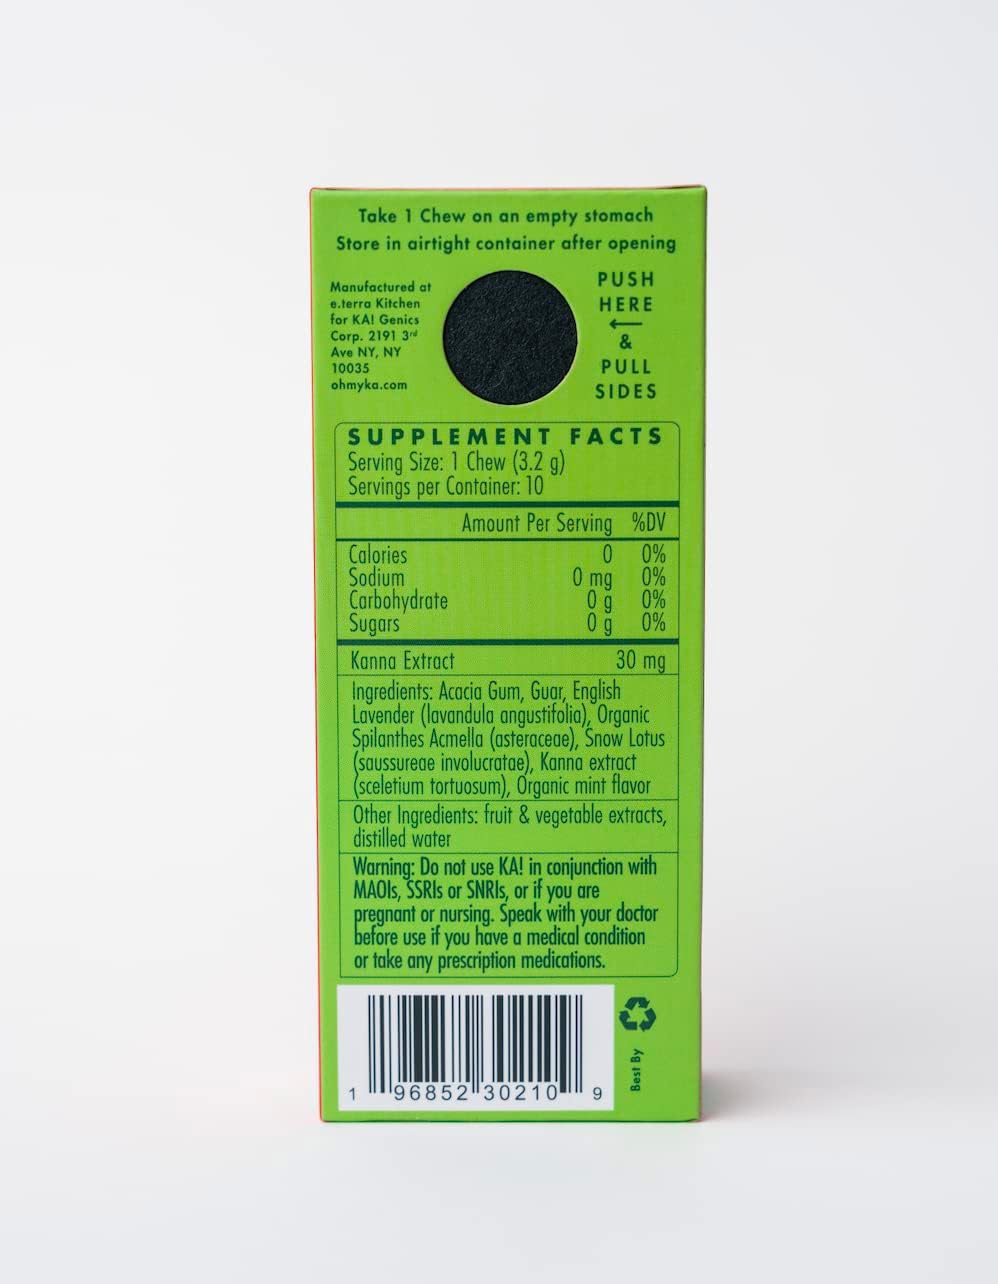 Take 1 Chew on an empty stomach
Store in airtight container after opening
Manufactured at
e.terra Kitchen
for KA! Genics
Corp. 2191 3rd
Ave NY, NY
10035
ohmyka.com
PUSH
HERE
←
&
PULL
SIDES
SUPPLEMENT FACTS
Serving Size: 1 Chew (3.2 g)
Servings per Container: 10
Amount Per Serving %DV
Calories 0 0%
Sodium 0 mg 0%
Carbohydrate 0 g 0%
Sugars 0 g 0%
Kanna Extract 30 mg
Ingredients: Acacia Gum, Guar, English
Lavender (lavandula angustifolia), Organic
Spilanthes Acmella (asteraceae), Snow Lotus
(saussureae involucratae), Kanna extract
(sceletium tortuosum), Organic mint flavor
Other Ingredients: fruit & vegetable extracts,
distilled water
Warning: Do not use KA! in conjunction with
MAOIs, SSRIs or SNRIs, or if you are
pregnant or nursing. Speak with your doctor
before use if you have a medical condition
or take any prescription medications.
1 96852 30210 9
Best By